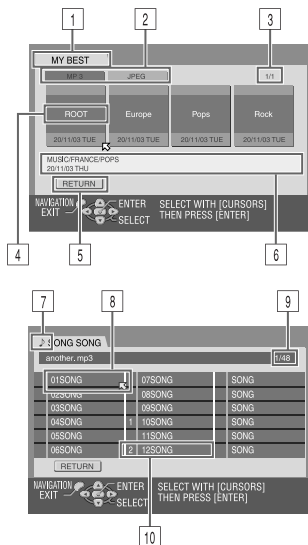 1
2
3
MY BEST
MP3
JPEG
1/1
ROOT
Europe
Pops
Rock
20/11/03 TUE
20/11/03 TUE
20/11/03 TUE
20/11/03 TUE
MUSIC/FRANCE/POPS
20/11/03 THU
RETURN
NAVIGATION
EXIT
ENTER
SELECT
SELECT WITH [CURSORS]
THEN PRESS [ENTER]
4
5
6
7
8
9
SONG SONG
another.mp3
1/48
01SONG
07SONG
SONG
02SONG
08SONG
SONG
03SONG
09SONG
SONG
04SONG
1
10SONG
SONG
05SONG
11SONG
SONG
06SONG
2
12SONG
SONG
RETURN
NAVIGATION
EXIT
ENTER
SELECT
SELECT WITH [CURSORS]
THEN PRESS [ENTER]
10